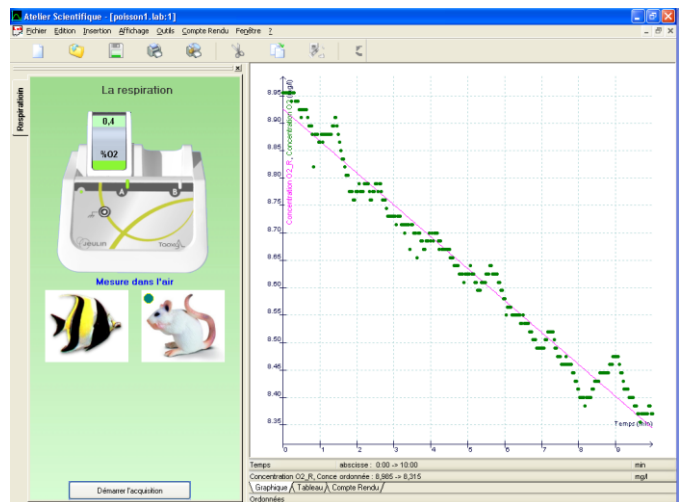 Atelier Scientifique - [poisson1.lab:1]
Fichier Edition Insertion Affichage Outils Compte Rendu Fenêtre ?
Respiration
La respiration
0,4
%O2
A
B
JEULIN
Mesure dans l'air
Démarrer l'acquisition
Concentration O2_R, Concentration O2 (mg/l)
8.95
8.90
8.85
8.80
8.75
8.70
8.65
8.60
8.55
8.50
8.45
8.40
8.35
0 1 2 3 4 5 6 7 8 9
Temps (min)
Temps abscisse : 0:00 -> 10:00 min
Concentration O2_R, Conce ordonnée : 8,985 -> 8,315 mg/l
Graphique Tableau Compte Rendu
Ordonnées